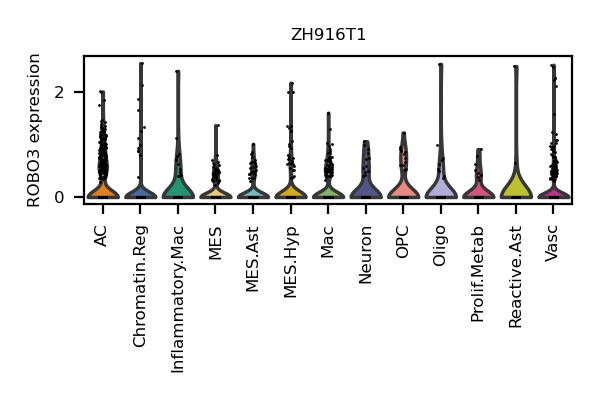 ZH916T1
ROBO3 expression
2
0
AC
Chromatin.Reg
Inflammatory.Mac
MES
MES.Ast
MES.Hyp
Mac
Neuron
OPC
Oligo
Prolif.Metab
Reactive.Ast
Vasc